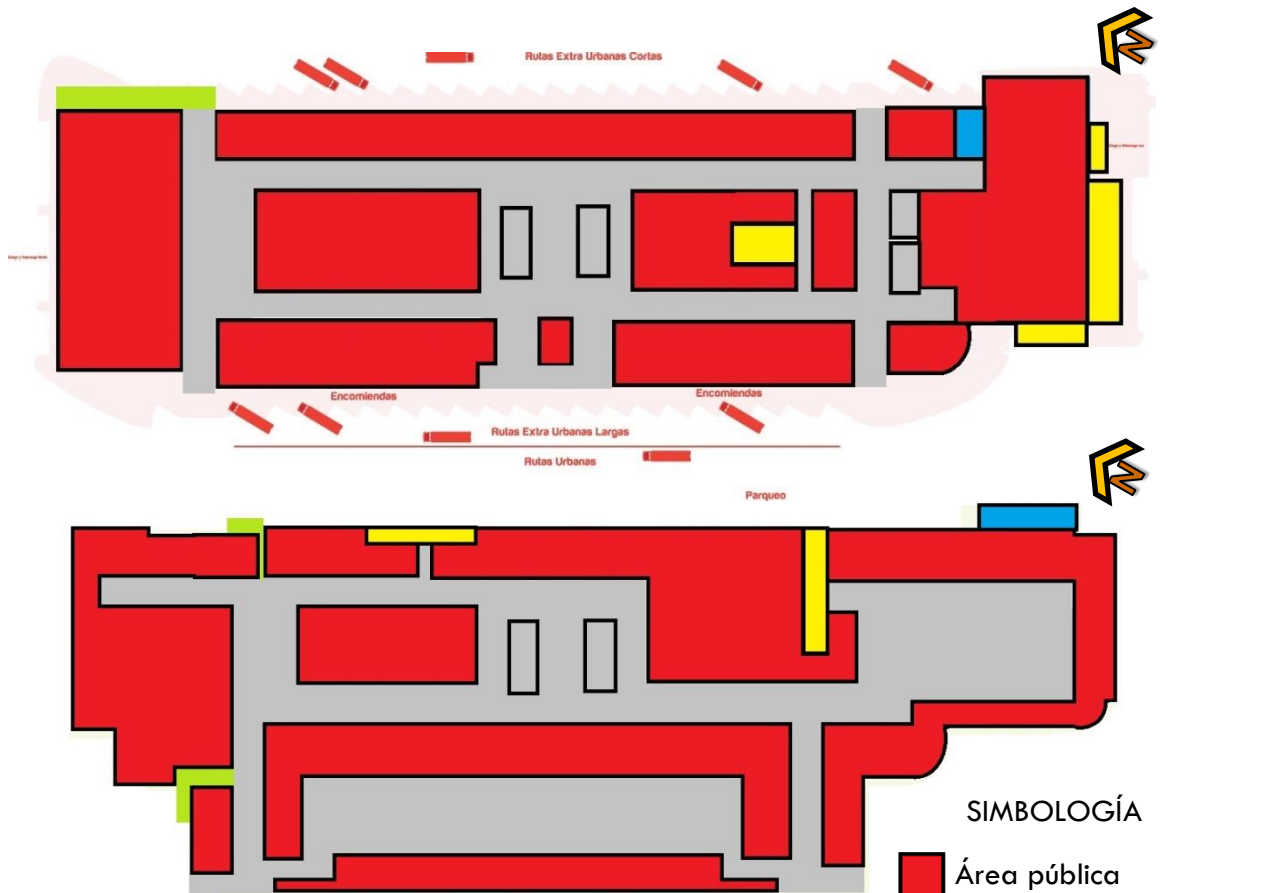 Rutas Extra Urbanas Cortas
N
Encomiendas
Encomiendas
Rutas Extra Urbanas Largas
Rutas Urbanas
N
Parqueo
SIMBOLOGÍA
Área pública